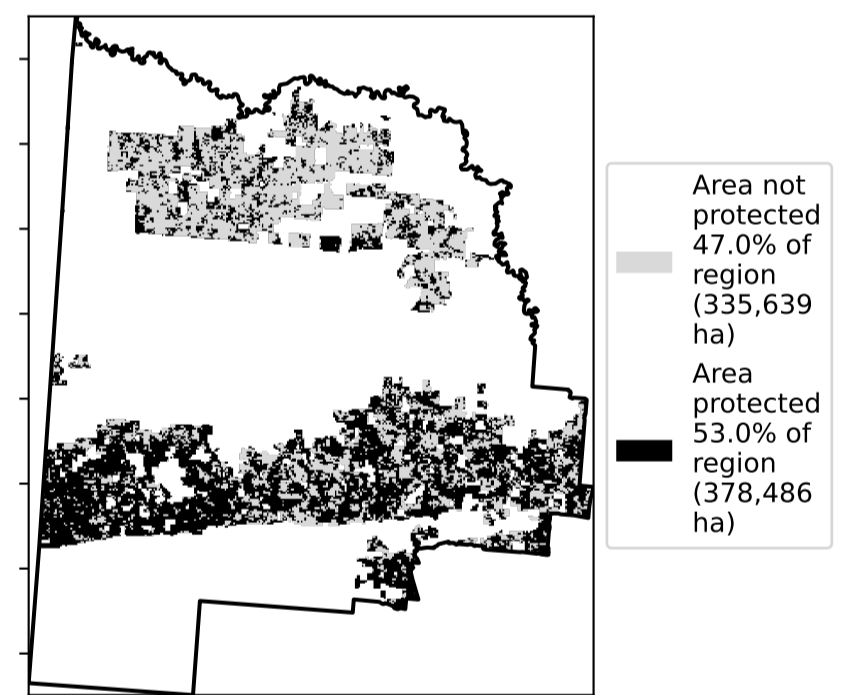 Area not
protected
47.0% of
region
(335,639
ha)
Area
protected
53.0% of
region
(378,486
ha)